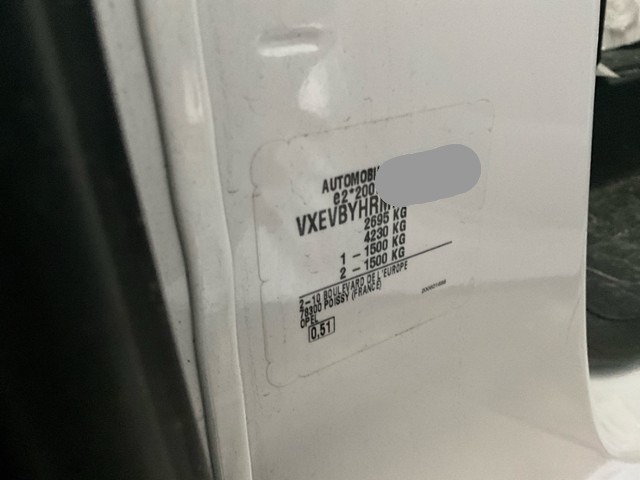 AUTOMOBI
e2*200
VXEVBYHR
2695 KG
4230 KG
1 - 1500 KG
2 - 1500 KG
2-10 BOULEVARD DE L'EUROPE
78300 POISSY (FRANCE)
OPEL
0.51